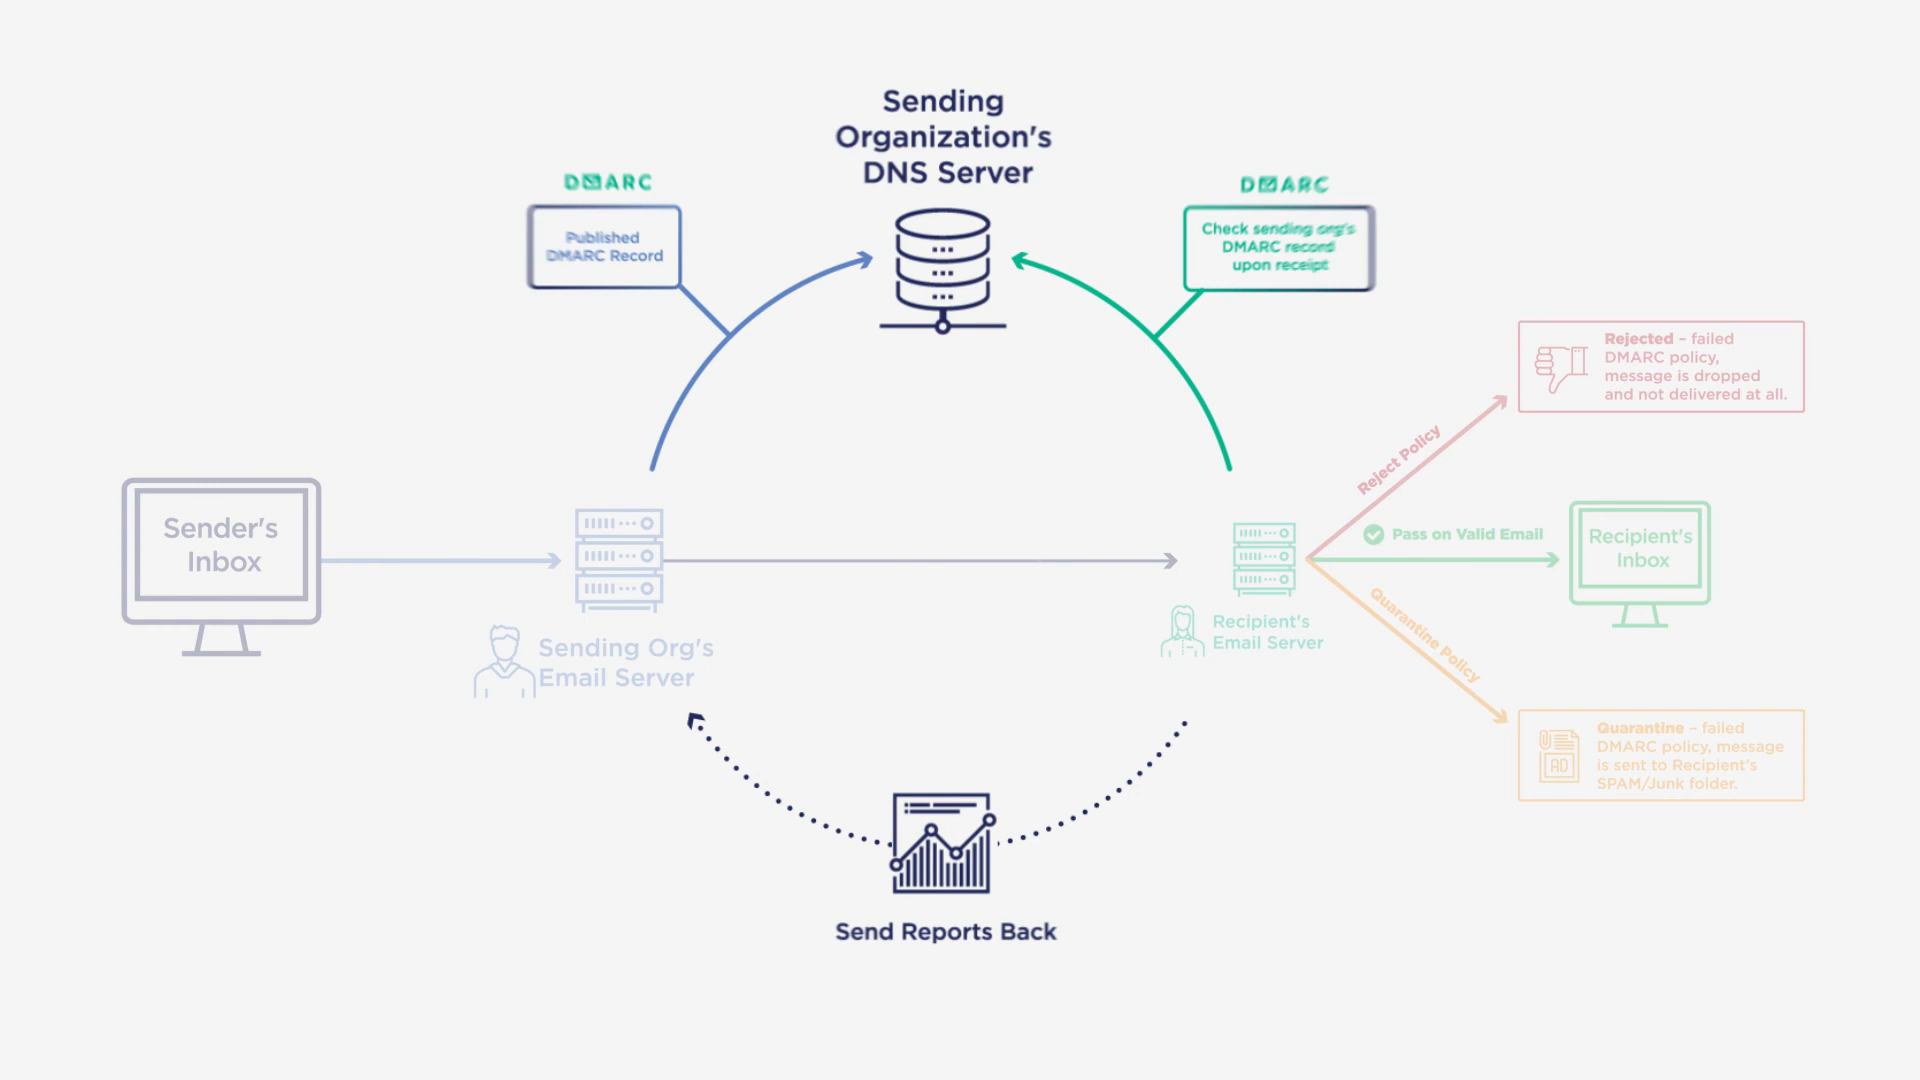 Sending
Organization's
DNS Server
DMARC
Published
DMARC Record
DMARC
Check sending org's
DMARC record
upon receipt
Rejected – failed
DMARC policy,
message is dropped
and not delivered at all.
Reject Policy
Sender's
Inbox
Pass on Valid Email
Recipient's
Inbox
Sending Org's
Email Server
Recipient's
Email Server
Quarantine Policy
Quarantine – failed
DMARC policy, message
is sent to Recipient's
SPAM/Junk folder.
AD
Send Reports Back